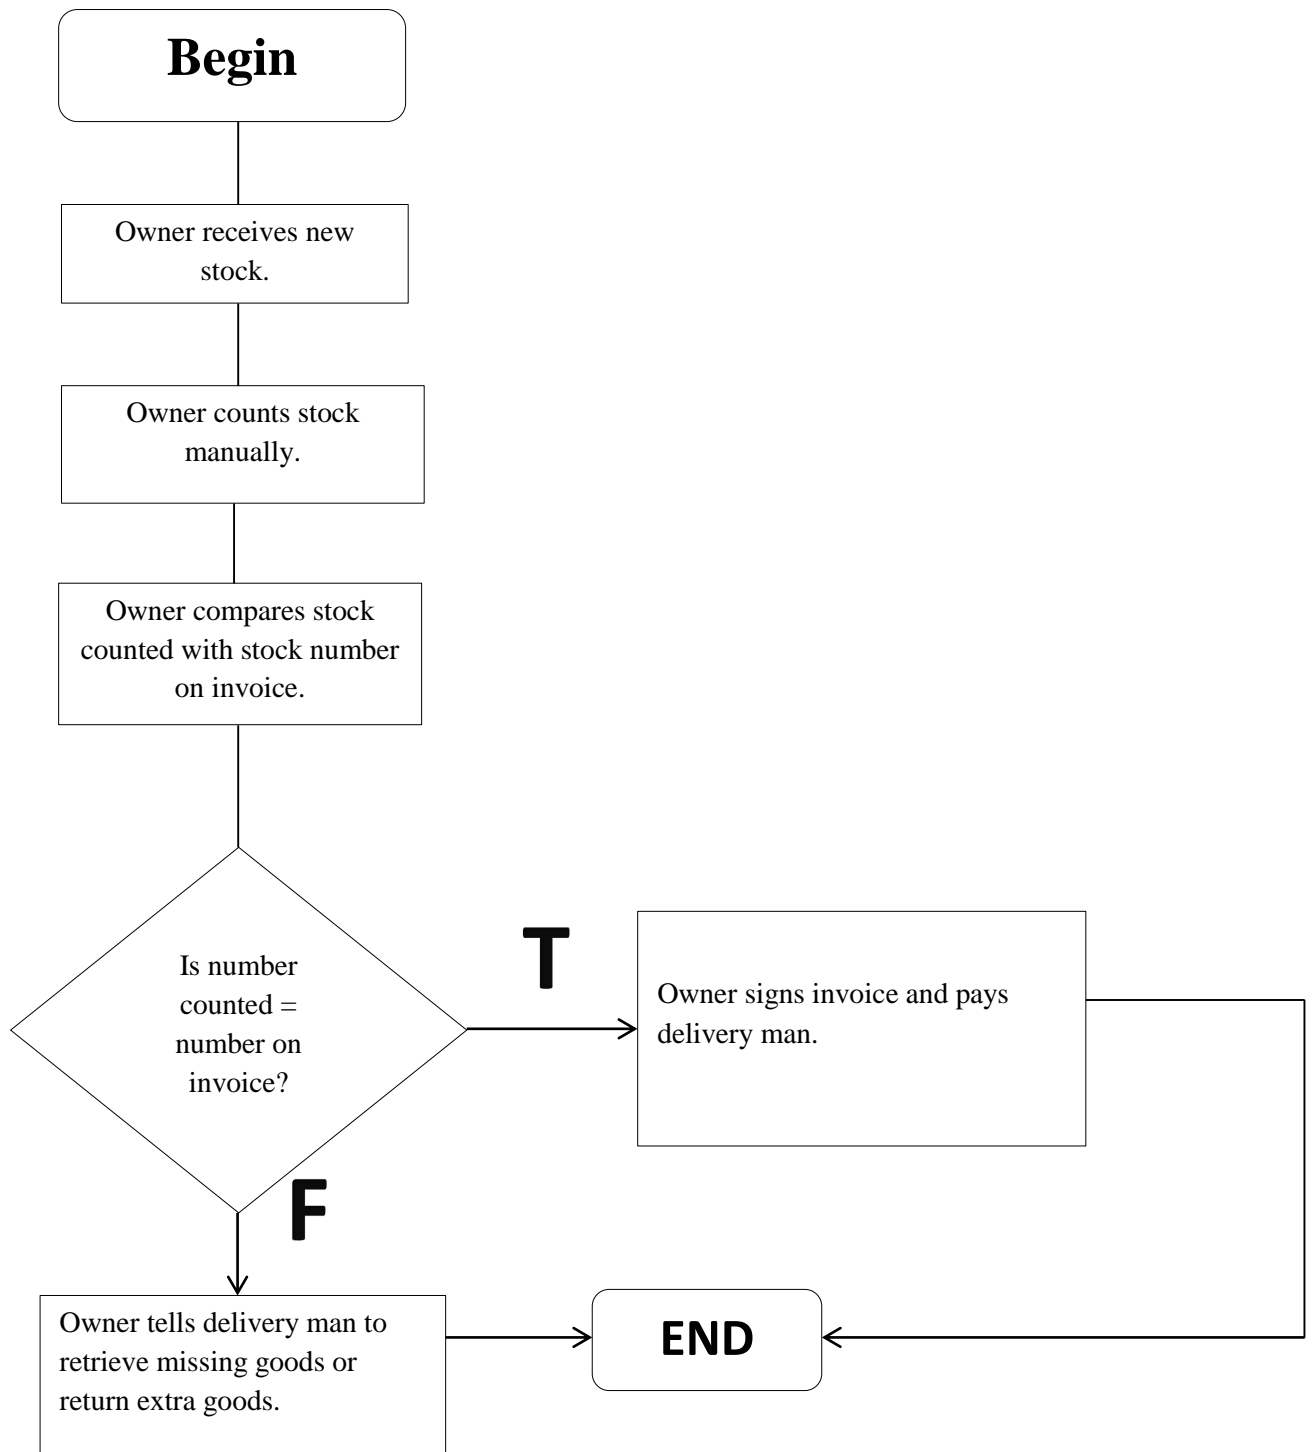 Begin
Owner receives new
stock.
Owner counts stock
manually.
Owner compares stock
counted with stock number
on invoice.
Is number
counted =
number on
invoice?
T
Owner signs invoice and pays
delivery man.
F
Owner tells delivery man to
retrieve missing goods or
return extra goods.
END